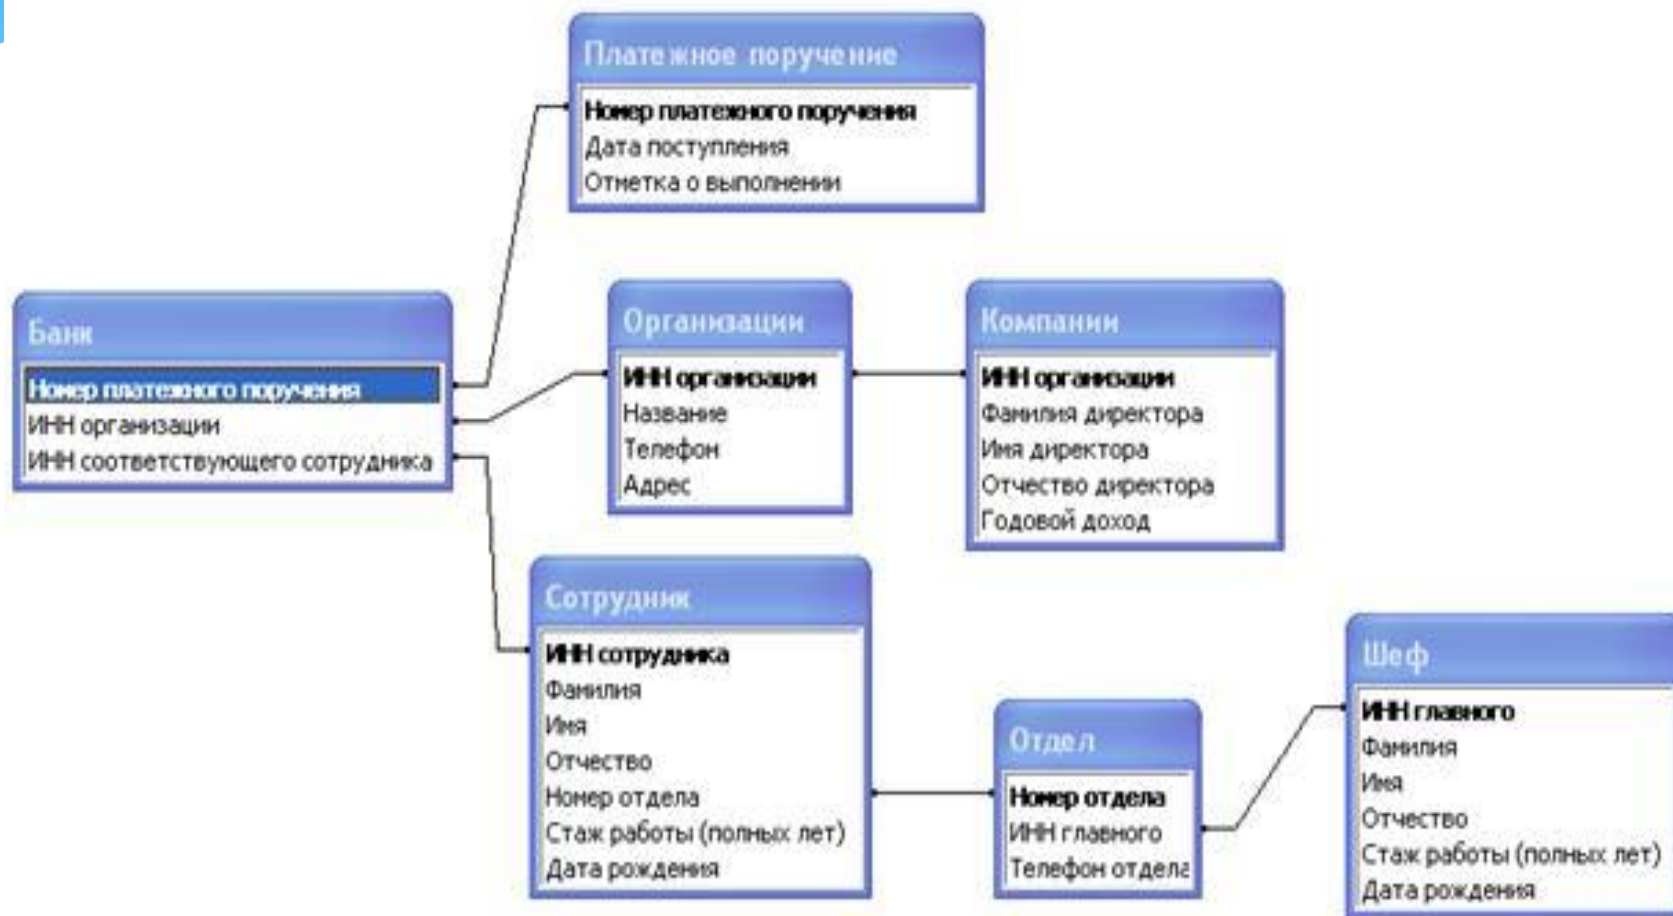 Платежное поручение
Номер платежного поручения
Дата поступления
Отметка о выполнении
Банк
Номер платежного поручения
ИНН организации
ИНН соответствующего сотрудника
Организации
ИНН организации
Название
Телефон
Адрес
Компании
ИНН организации
Фамилия директора
Имя директора
Отчество директора
Годовой доход
Сотрудник
ИНН сотрудника
Фамилия
Имя
Отчество
Номер отдела
Стаж работы (полных лет)
Дата рождения
Отдел
Номер отдела
ИНН главного
Телефон отдела
Шеф
ИНН главного
Фамилия
Имя
Отчество
Стаж работы (полных лет)
Дата рождения